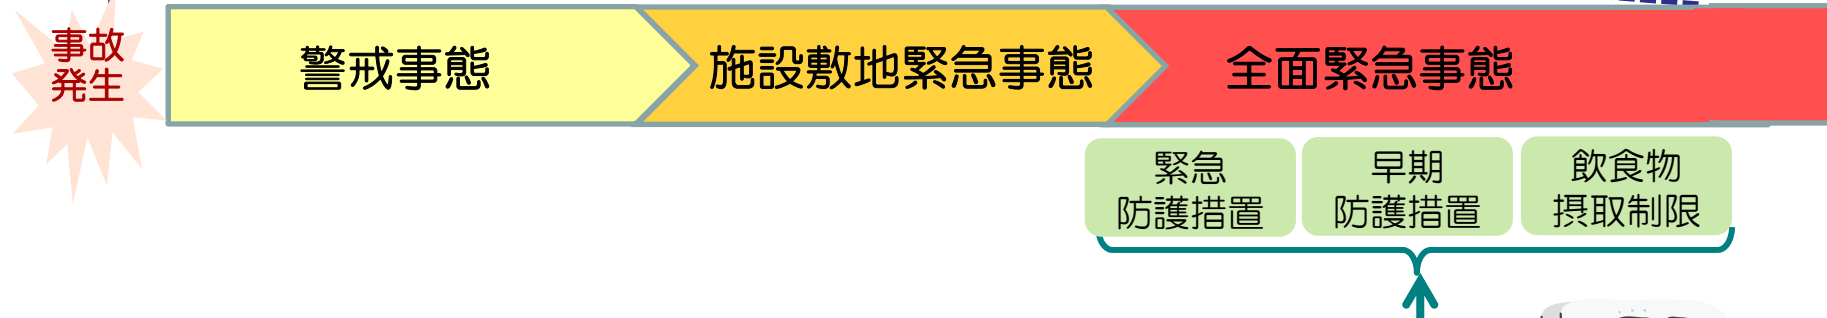 事故
発生
警戒事態
施設敷地緊急事態
全面緊急事態
緊急
防護措置
早期
防護措置
飲食物
摂取制限